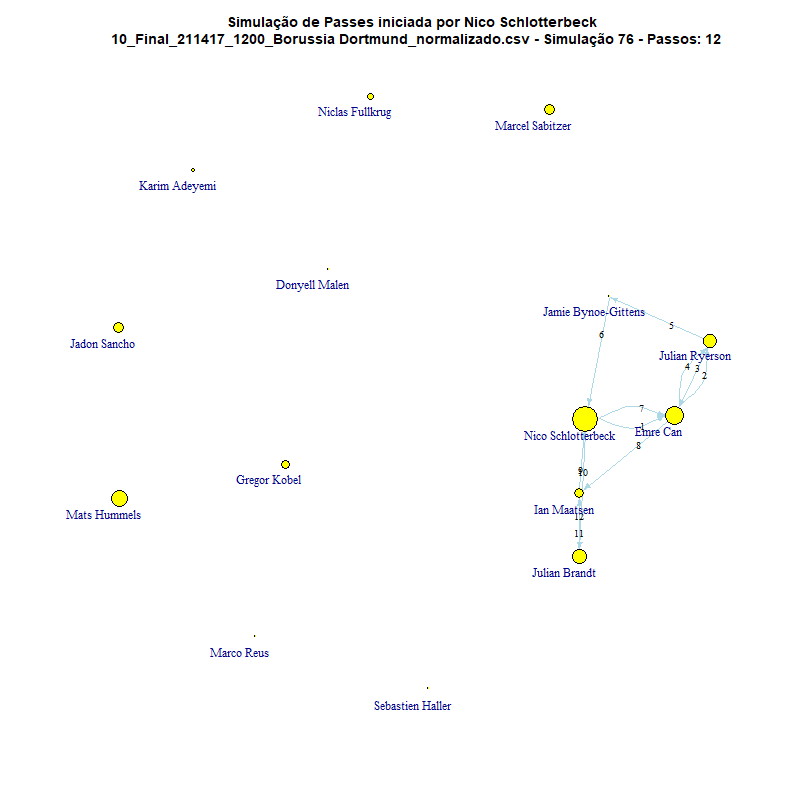 Simulação de Passes iniciada por Nico Schlotterbeck
10_Final_211417_1200_Borussia Dortmund_normalizado.csv - Simulação 76 - Passos: 12
Niclas Fullkrug
Marcel Sabitzer
Karim Adeyemi
Donyell Malen
Jamie Bynoe-Gittens
5
6
Jadon Sancho
Julian Ryerson
4
3
2
7
1
Nico Schlotterbeck
Emre Can
8
9
10
Gregor Kobel
Mats Hummels
Ian Maatsen
12
11
Julian Brandt
Marco Reus
Sebastien Haller